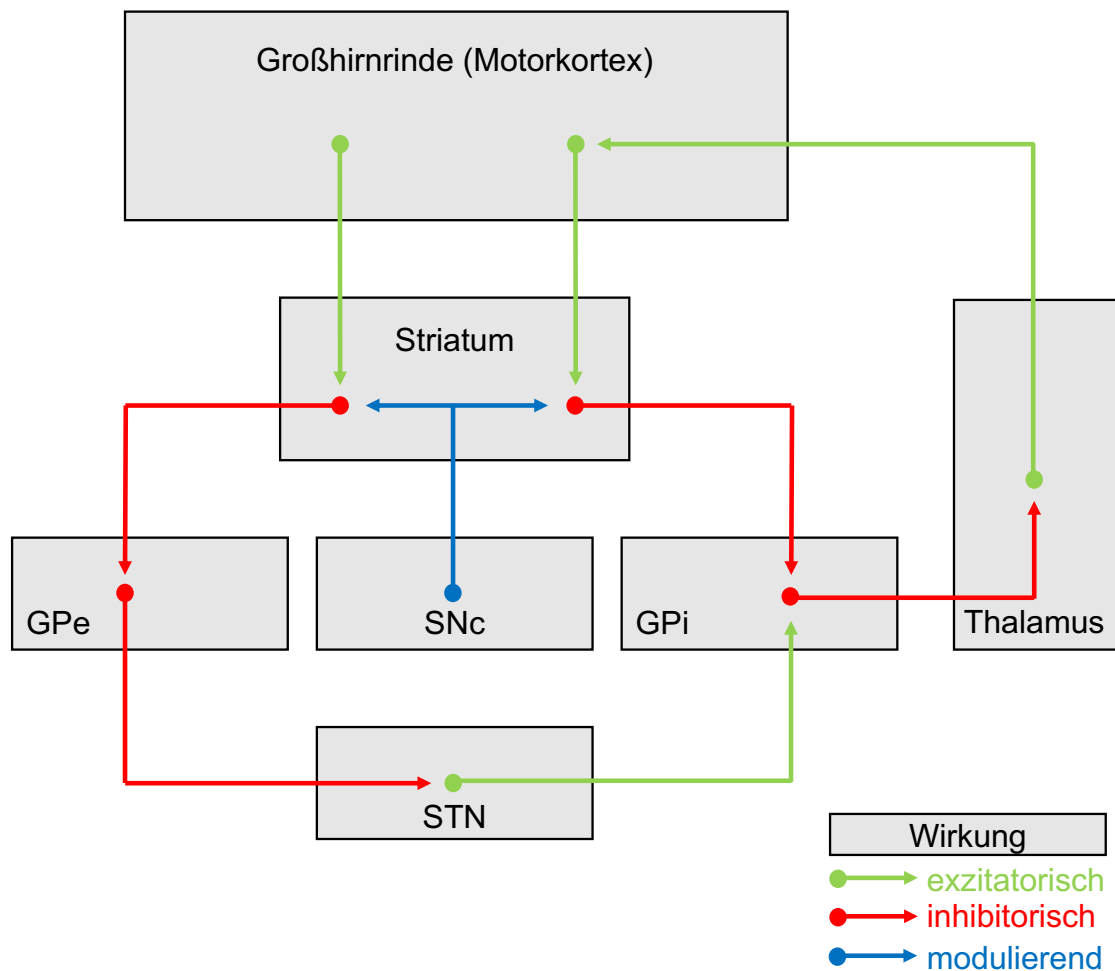 Großhirnrinde (Motorkortex)
Striatum
GPe
SNc
GPi
Thalamus
STN
Wirkung
exzitatorisch
inhibitorisch
modulierend